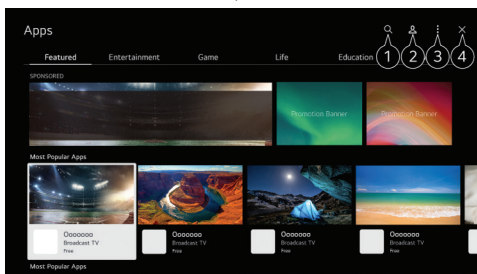 Apps
Featured Entertainment Game Life Education
1 2 3 4
SPONSORED
Promotion Banner Promotion Banner
Most Popular Apps
Ooooooo Ooooooo Ooooooo Ooooooo
Broadcast TV Broadcast TV Broadcast TV Broadcast TV
Free Free Free Free
Most Popular Apps